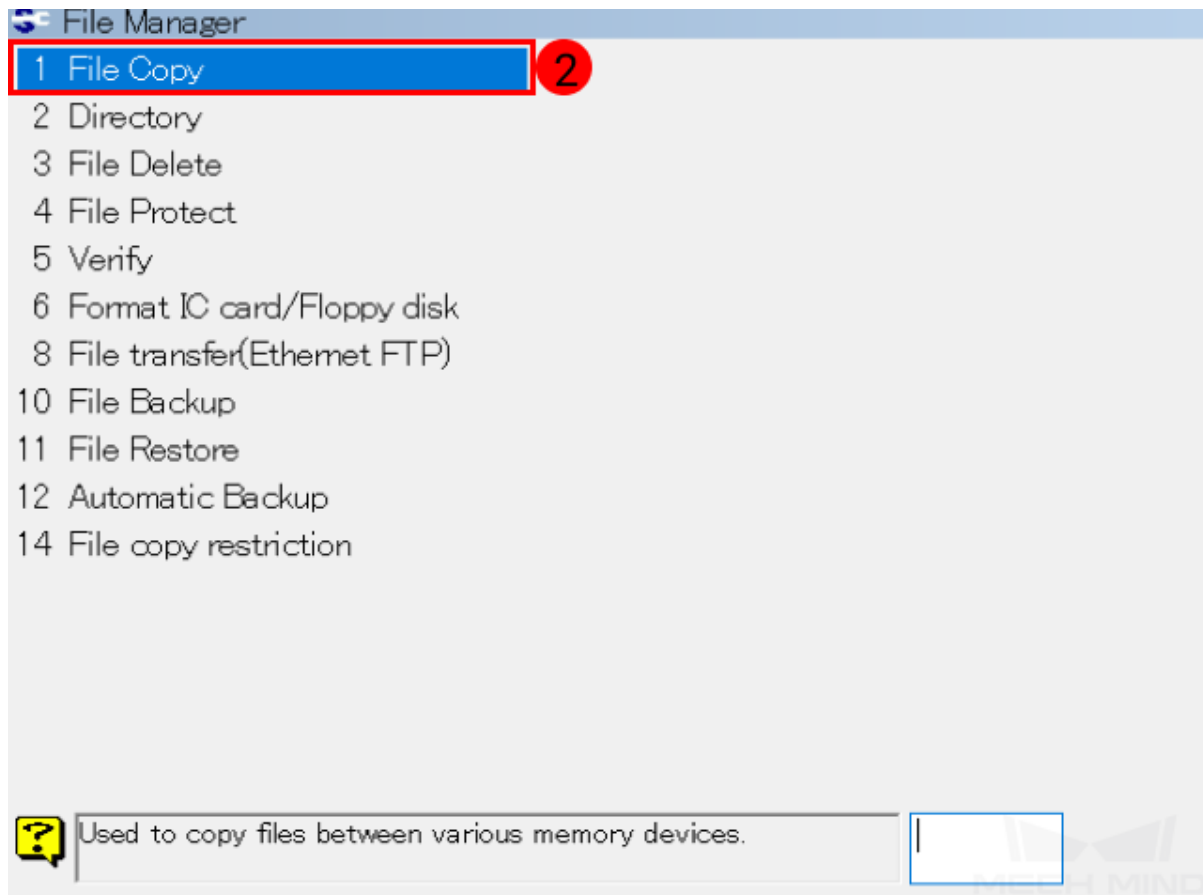 File Manager
1 File Copy 2
2 Directory
3 File Delete
4 File Protect
5 Verify
6 Format IC card/Floppy disk
8 File transfer(Ethernet FTP)
10 File Backup
11 File Restore
12 Automatic Backup
14 File copy restriction
Used to copy files between various memory devices.
MECH MIND